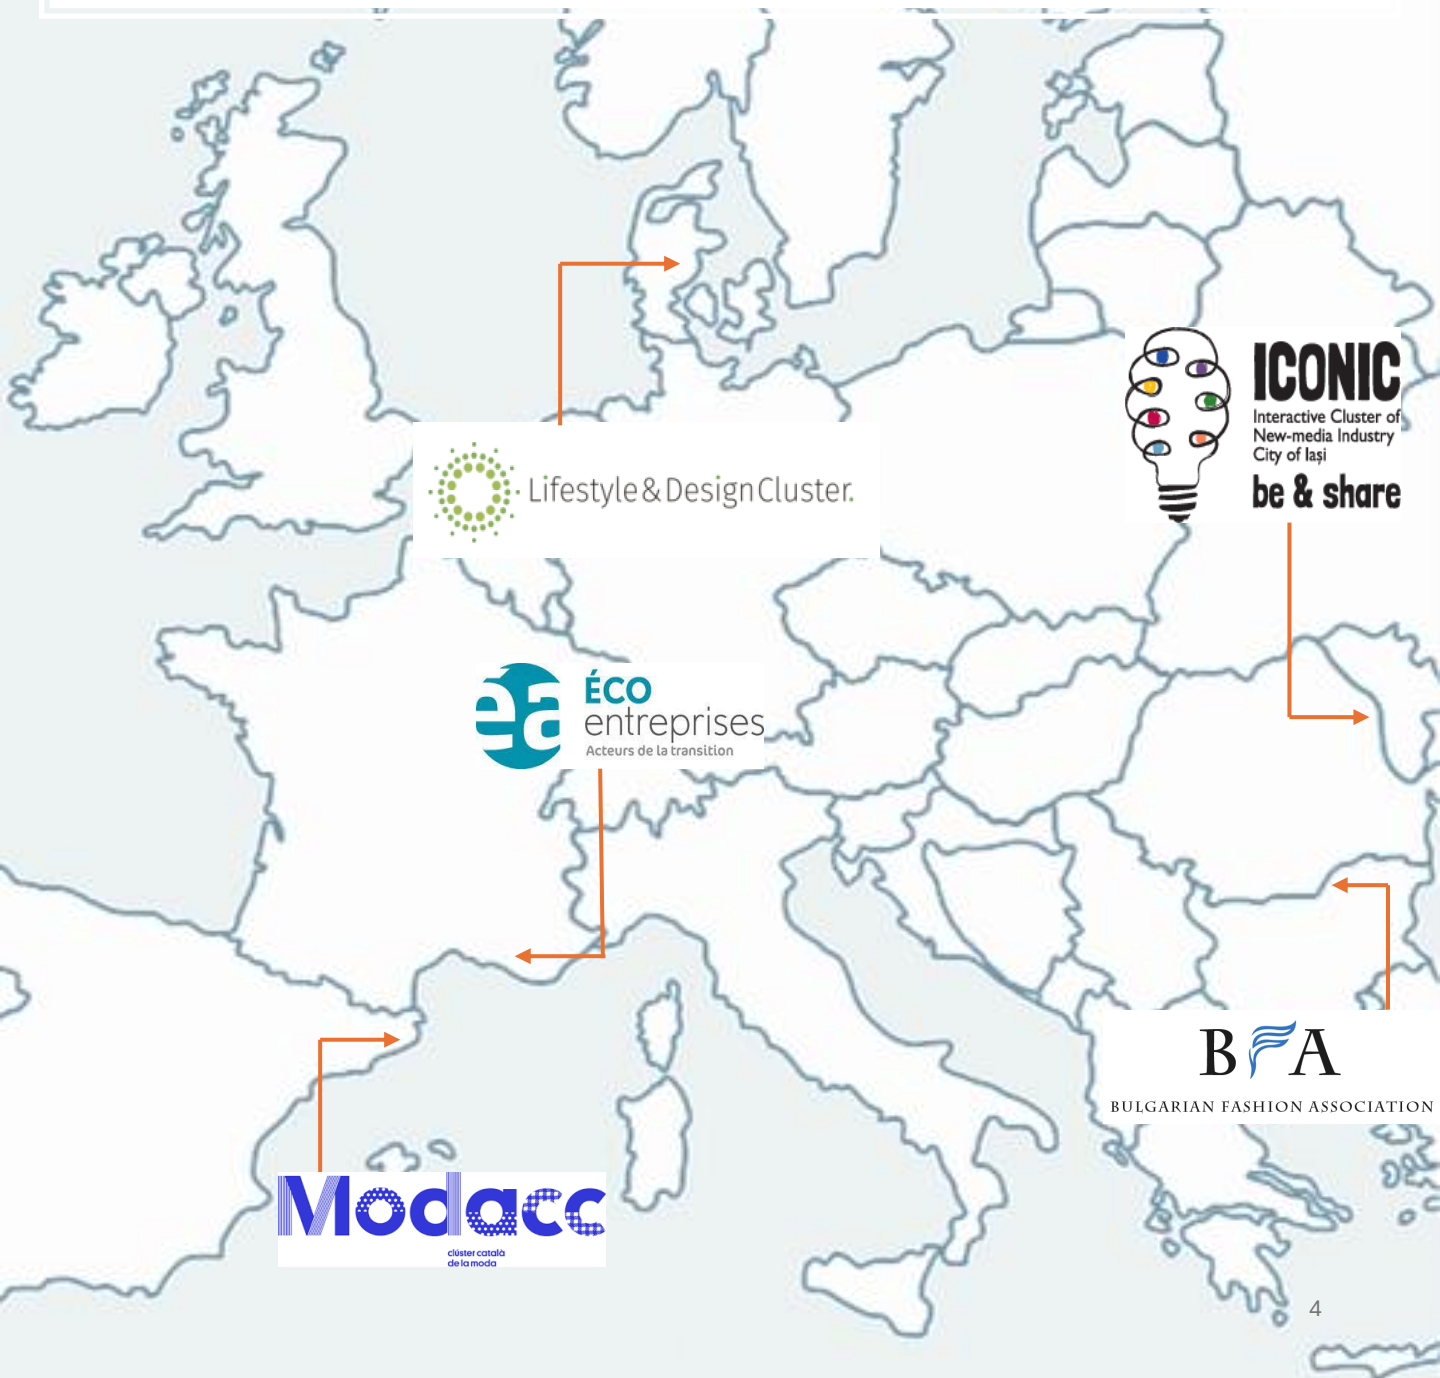 Lifestyle & Design Cluster.
ICONIC
Interactive Cluster of
New-media Industry
City of Iași
be & share
ea
ÉCO
entreprises
Acteurs de la transition
BFA
BULGARIAN FASHION ASSOCIATION
Modacc
clúster català
de la moda
4